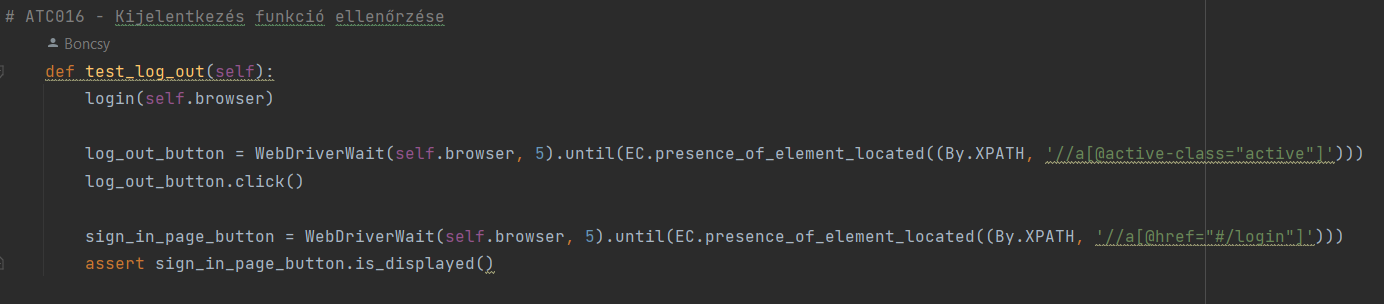 # ATC016 - Kijelentkezés funkció ellenőrzése
Boncsy
def test_log_out(self):
login(self.browser)
log_out_button = WebDriverWait(self.browser, 5).until(EC.presence_of_element_located((By.XPATH, '//a[@active-class="active"]')))
log_out_button.click()
sign_in_page_button = WebDriverWait(self.browser, 5).until(EC.presence_of_element_located((By.XPATH, '//a[@href="#/login"]')))
assert sign_in_page_button.is_displayed()